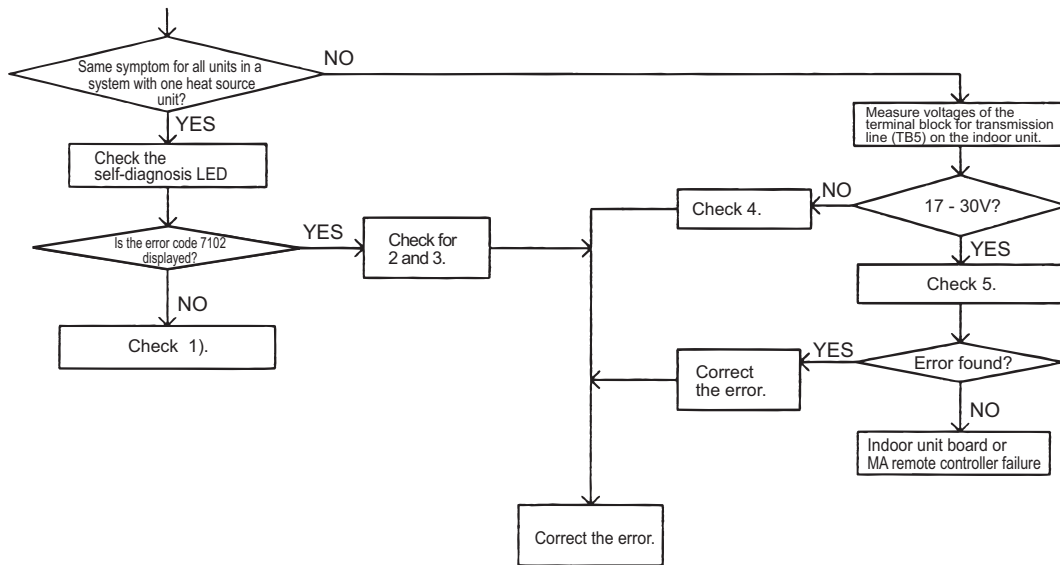 Same symptom for all units in a
system with one heat source
unit?
NO
YES
Measure voltages of the
terminal block for transmission
line (TB5) on the indoor unit.
Check the
self-diagnosis LED
NO
Check 4.
17 - 30V?
YES
Is the error code 7102
displayed?
YES
Check for
2 and 3.
Check 5.
NO
Check 1).
YES
Error found?
Correct
the error.
NO
Indoor unit board or
MA remote controller failure
Correct the error.